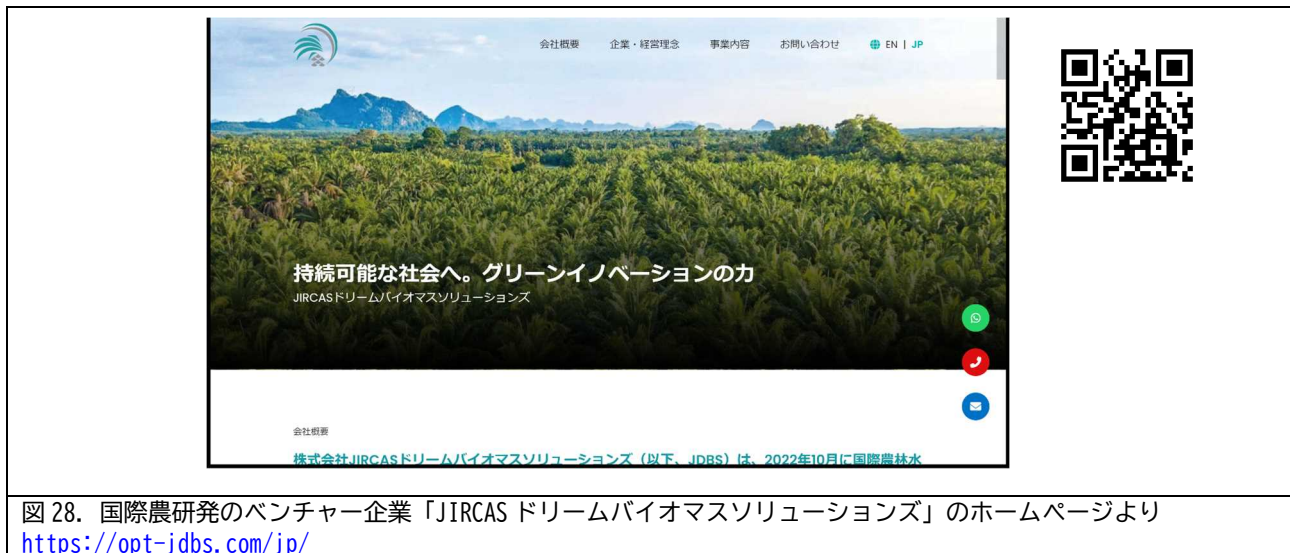 会社概要 企業・経営理念 事業内容 お問い合わせ EN | JP
持続可能な社会へ。グリーンイノベーションの力
JIRCASドリームバイオマスソリューションズ
会社概要
株式会社JIRCASドリームバイオマスソリューションズ（以下、JDBS）は、2022年10月に国際農林水
図 28. 国際農研発のベンチャー企業「JIRCAS ドリームバイオマスソリューションズ」のホームページより
https://opt-jdbs.com/jp/